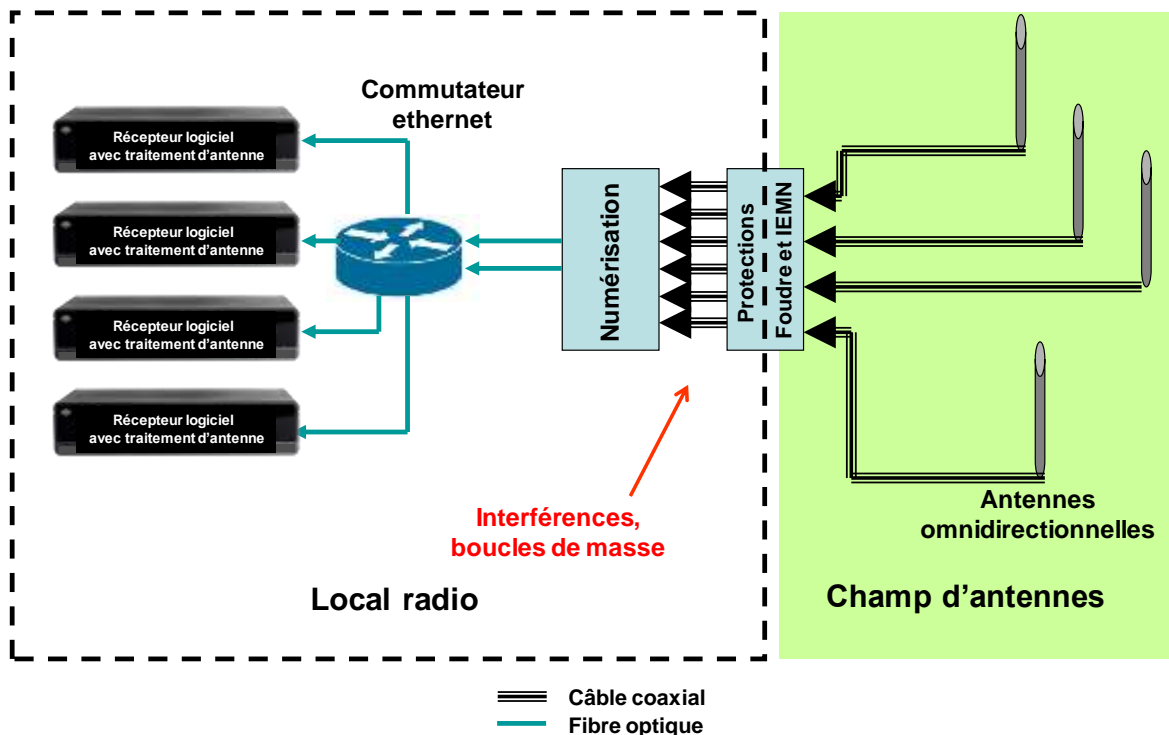 Commutateur
ethernet
Récepteur logiciel
avec traitement d'antenne
Récepteur logiciel
avec traitement d'antenne
Récepteur logiciel
avec traitement d'antenne
Récepteur logiciel
avec traitement d'antenne
Numérisation
Protections
Foudre et IEMN
Interférences,
boucles de masse
Antennes
omnidirectionnelles
Local radio
Champ d'antennes
Câble coaxial
Fibre optique